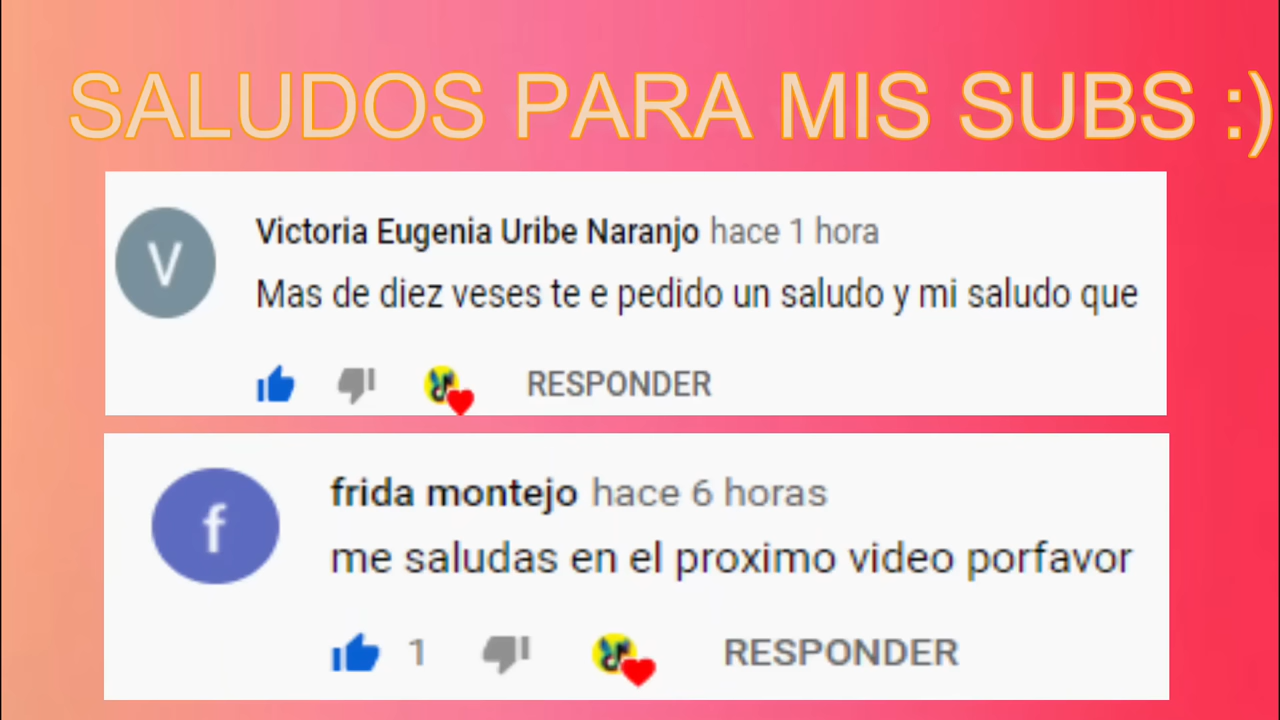 SALUDOS PARA MIS SUBS :)
V
Victoria Eugenia Uribe Naranjo hace 1 hora
Mas de diez veses te e pedido un saludo y mi saludo que
RESPONDER
f
frida montejo hace 6 horas
me saludas en el proximo video porfavor
1 RESPONDER